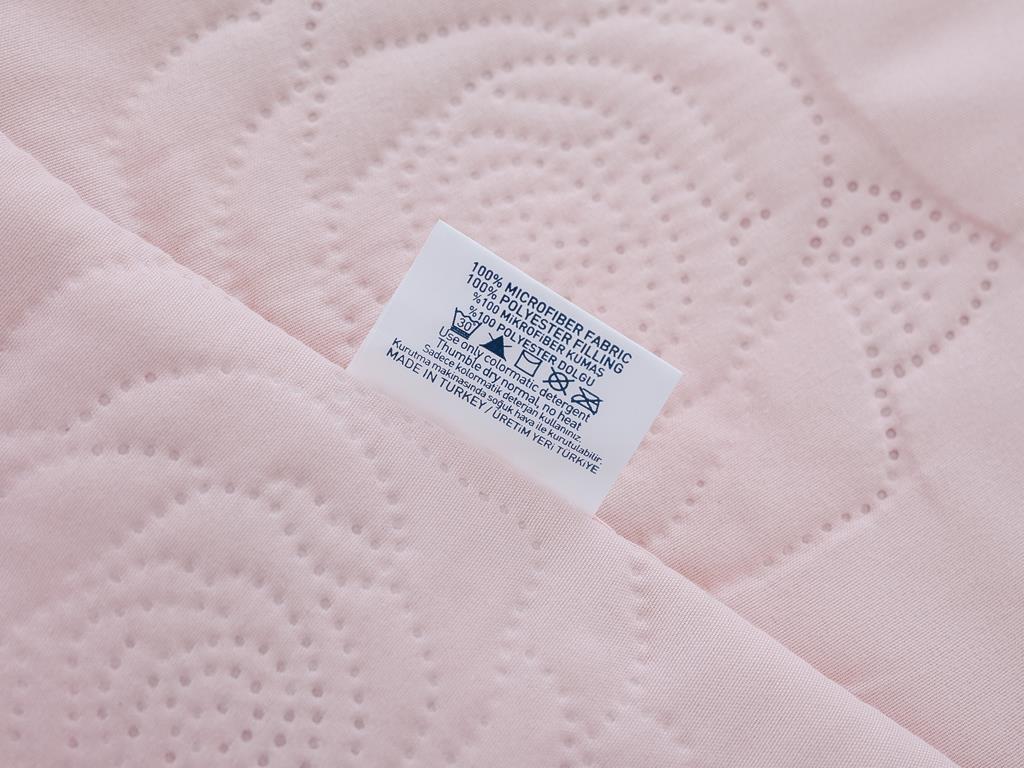 100% MICROFIBER FABRIC
100% POLYESTER FILLING
%100 MİKROFİBER KUMAŞ
%100 POLYESTER DOLGU
30°
Use only colormatic detergent
Thumble dry normal, no heat
Sadece kolormatik deterjan kullanınız.
Kurutma makinasında soğuk hava ile kurutulabilir.
MADE IN TURKEY / ÜRETİM YERİ TÜRKİYE